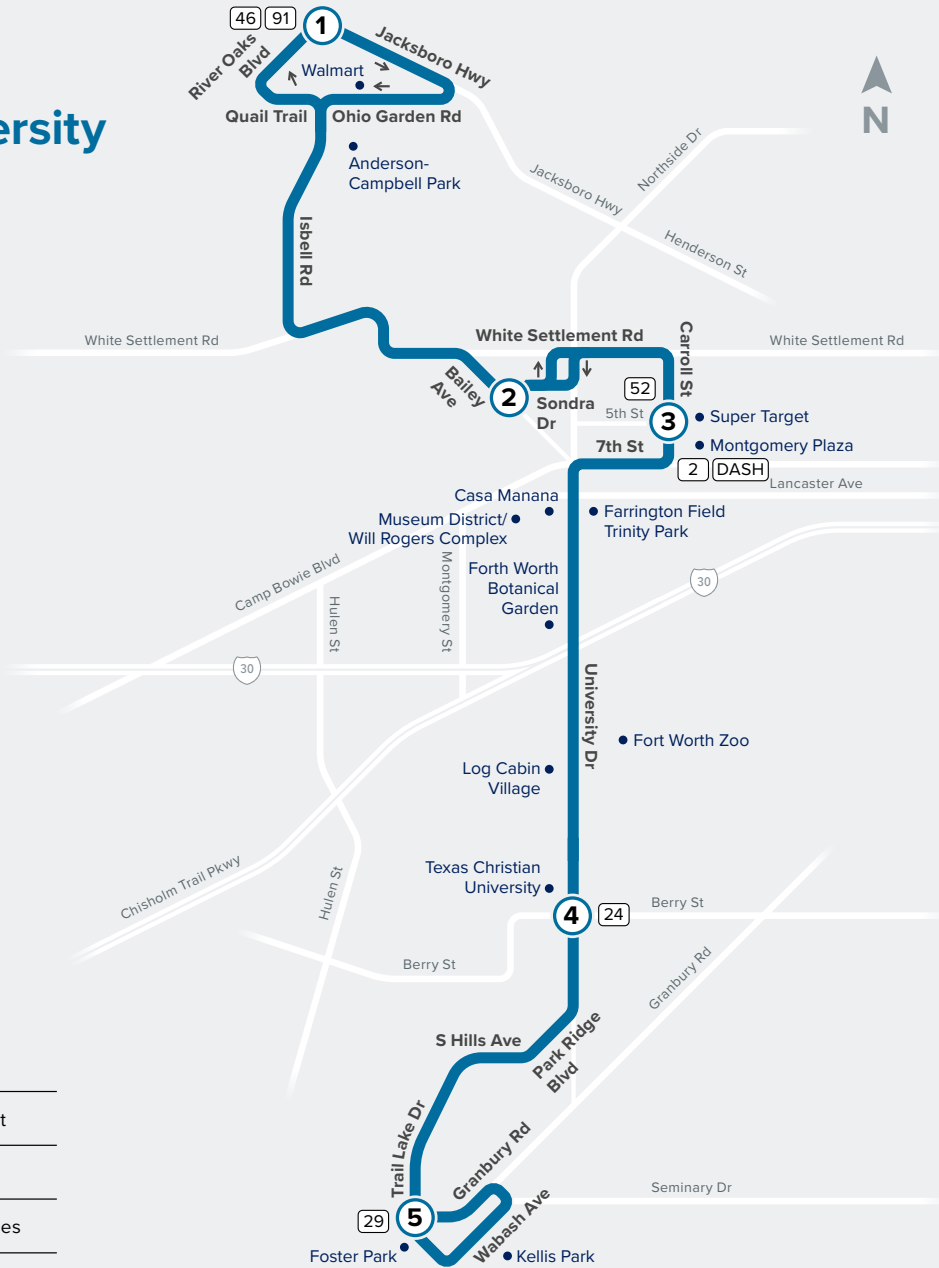 46 91 1
River Oaks
Blvd
Jacksboro Hwy
Walmart
N
ersity
Quail Trail
Ohio Garden Rd
Anderson-
Campbell Park
Northside Dr
Jacksboro Hwy
Henderson St
Isbell Rd
White Settlement Rd
White Settlement Rd
Carroll St
White Settlement Rd
Bailey
Ave
2
Sondra
Dr
52
5th St
3
Super Target
7th St
Montgomery Plaza
2 DASH
Lancaster Ave
Casa Manana
Museum District/
Will Rogers Complex
Farrington Field
Trinity Park
Camp Bowie Blvd
Montgomery St
Forth Worth
Botanical
Garden
30
Hulen St
30
University Dr
Fort Worth Zoo
Log Cabin
Village
Chisholm Trail Pkwy
Hulen St
Texas Christian
University
4
24
Berry St
Berry St
Granbury Rd
S Hills Ave
Park Ridge
Blvd
t
Trail Lake Dr
Granbury Rd
Seminary Dr
es
29
5
Wabash Ave
Foster Park
Kellis Park